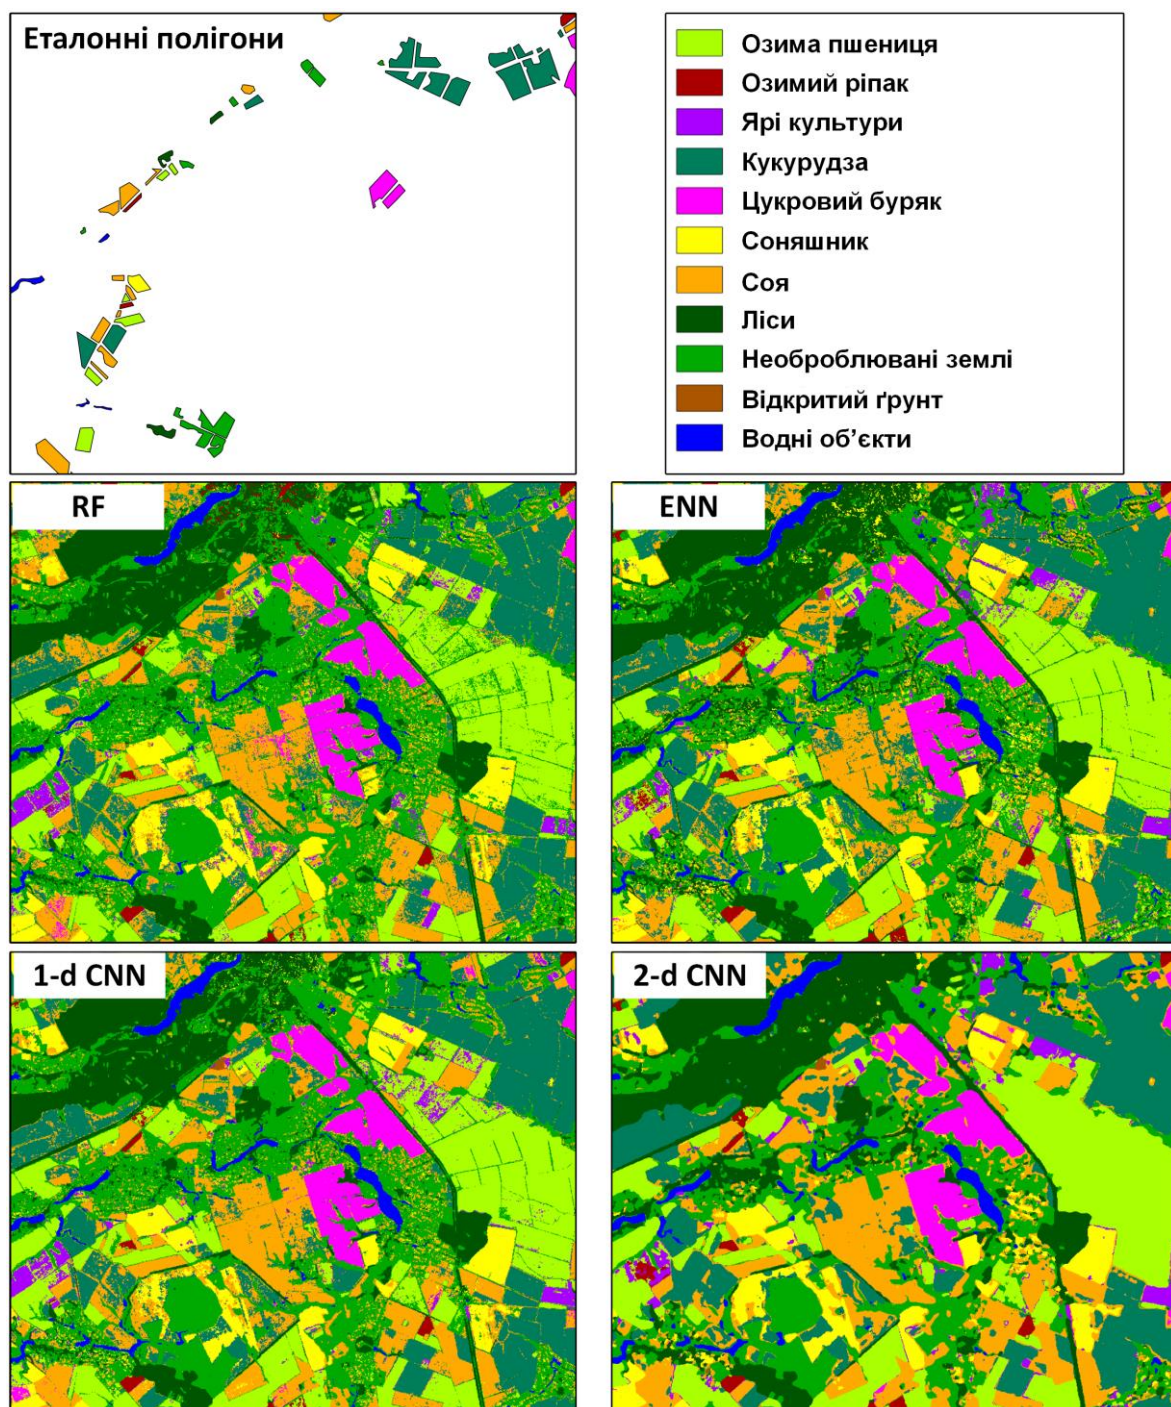 Еталонні полігони
Озима пшениця
Озимий ріпак
Ярі культури
Кукурудза
Цукровий буряк
Соняшник
Соя
Ліси
Необроблювані землі
Відкритий ґрунт
Водні об’єкти
RF
ENN
1-d CNN
2-d CNN